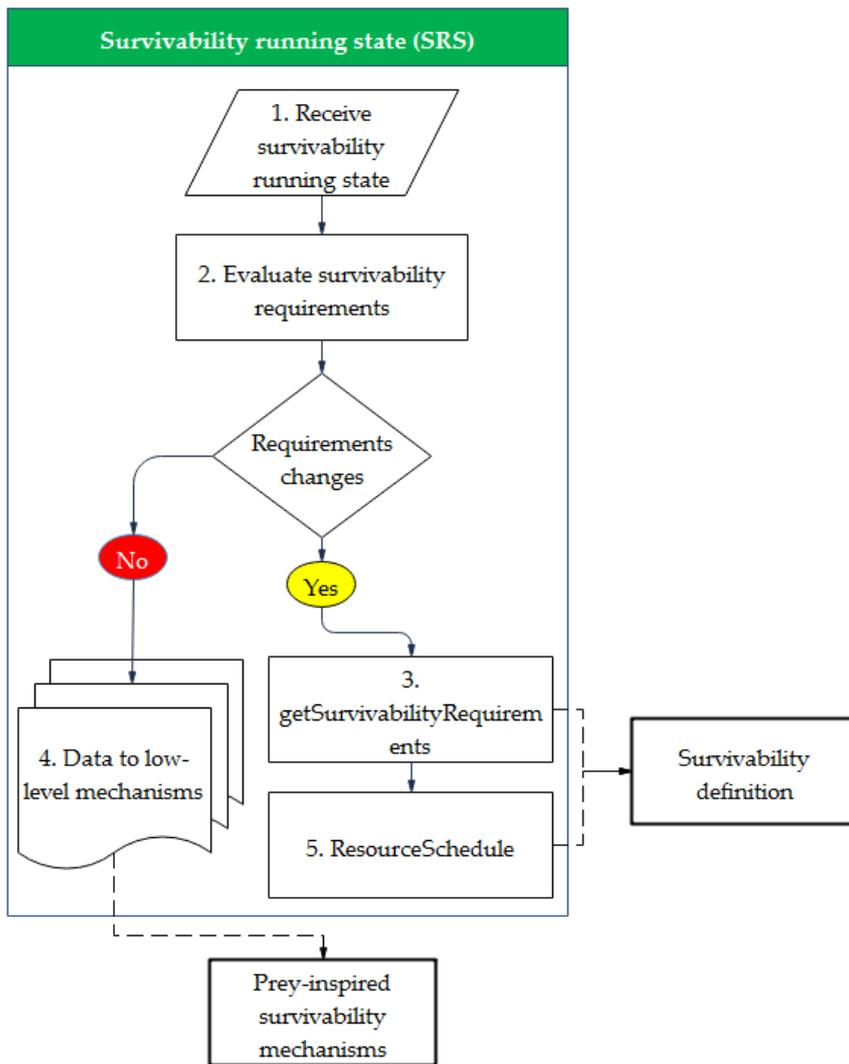 Survivability running state (SRS)
1. Receive
survivability
running state
2. Evaluate survivability
requirements
Requirements
changes
No
Yes
3.
getSurvivabilityRequirem
ents
4. Data to low-
level mechanisms
Survivability
definition
5. ResourceSchedule
Prey-inspired
survivability
mechanisms